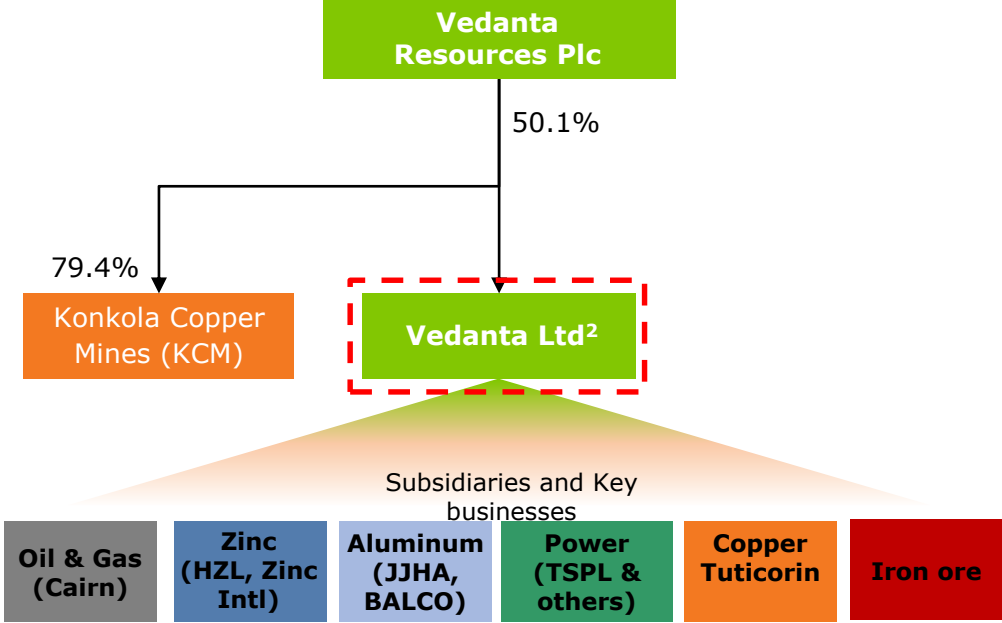 Vedanta
Resources Plc
50.1%
79.4%
Konkola Copper
Mines (KCM)
Vedanta Ltd²
Subsidiaries and Key
businesses
Oil & Gas
(Cairn)
Zinc
(HZL, Zinc
Intl)
Aluminum
(JJHA,
BALCO)
Power
(TSPL &
others)
Copper
Tuticorin
Iron ore